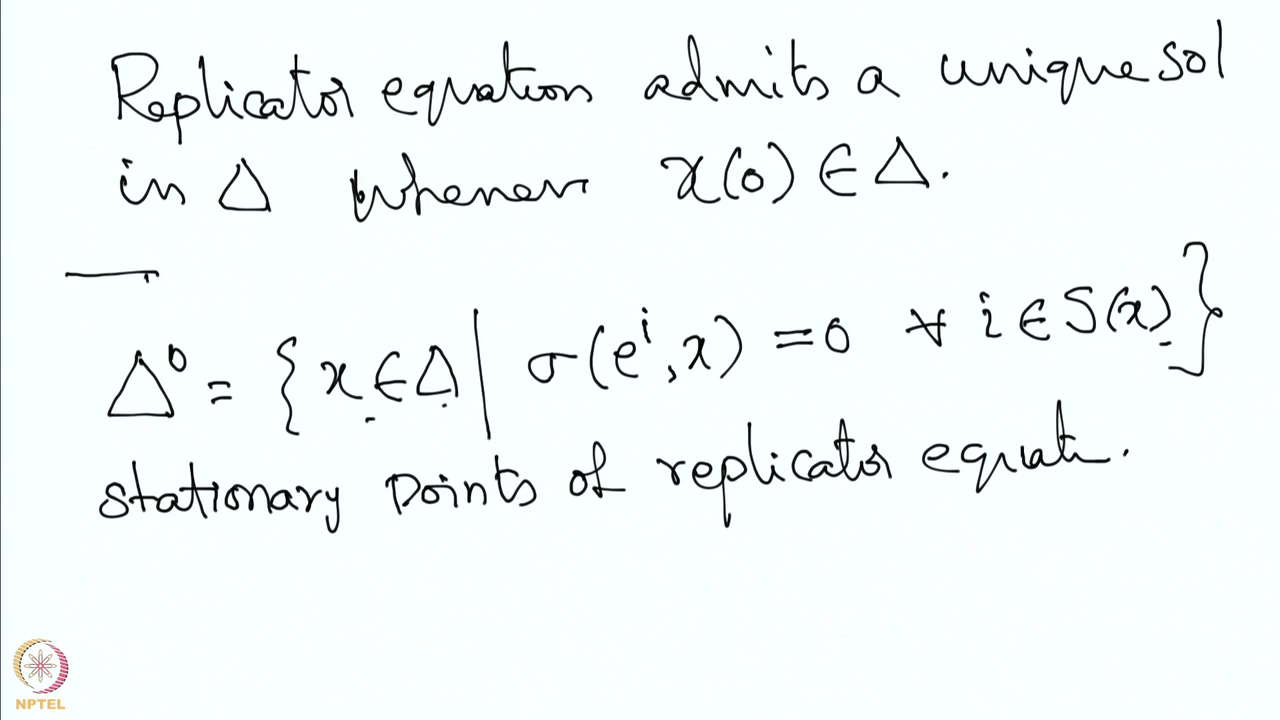 Replicator equation admits a unique sol
in Δ whenever x(0) ∈ Δ.
Δ⁰ = { x ∈ Δ | σ(eⁱ, x) = 0 ∀ i ∈ S(x) }
stationary points of replicator equati.
NPTEL